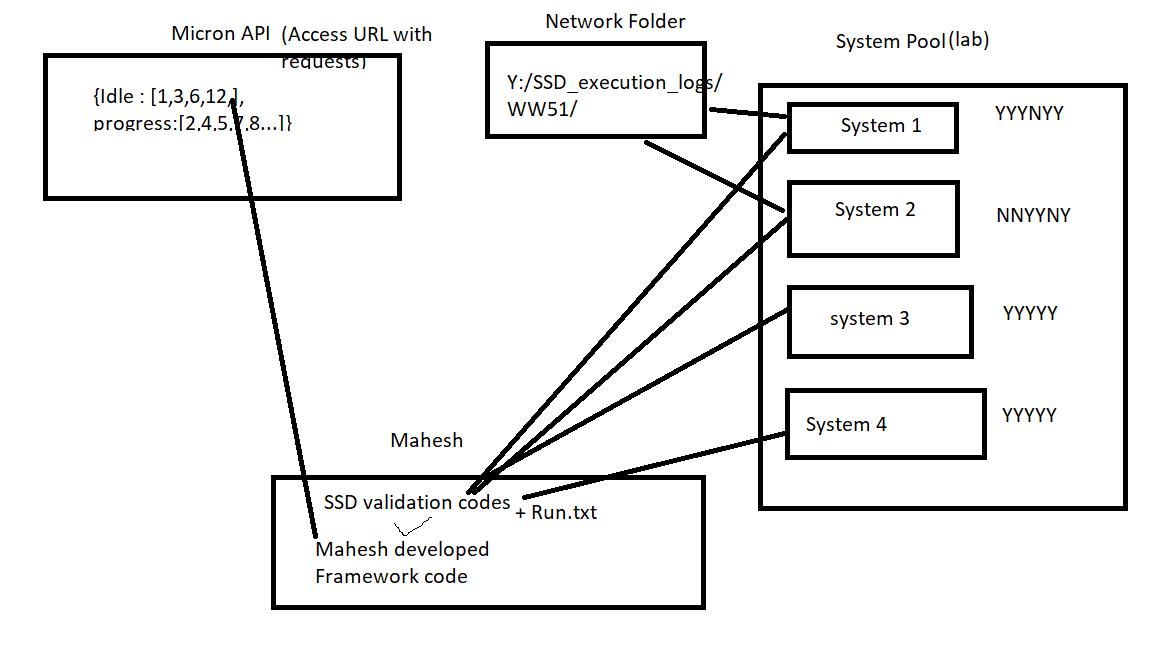 Micron API (Access URL with
requests)
{Idle : [1,3,6,12,],
progress:[2,4,5,7,8...]}
Network Folder
Y:/SSD_execution_logs/
WW51/
System Pool(lab)
System 1
YYYNYY
System 2
NNYYNY
system 3
YYYYY
System 4
YYYYY
Mahesh
SSD validation codes + Run.txt
Mahesh developed
Framework code